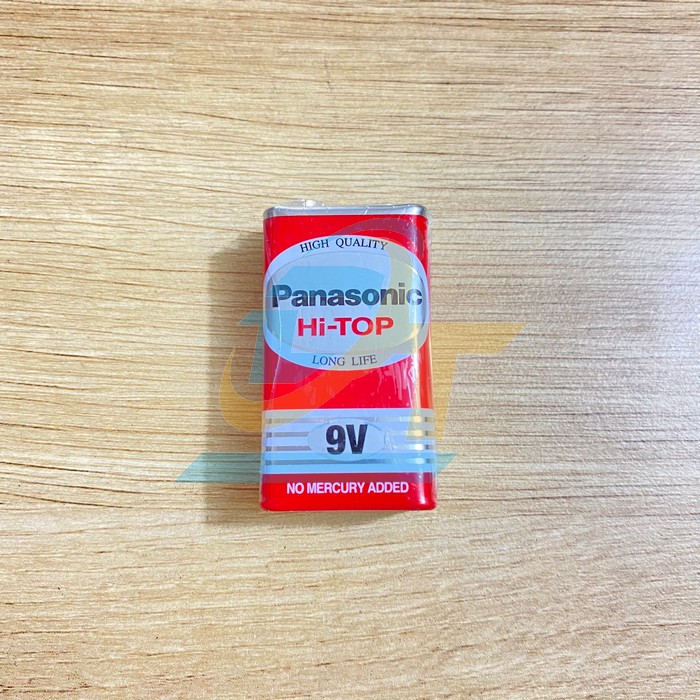 HIGH QUALITY
Panasonic
Hi-TOP
LONG LIFE
9V
NO MERCURY ADDED